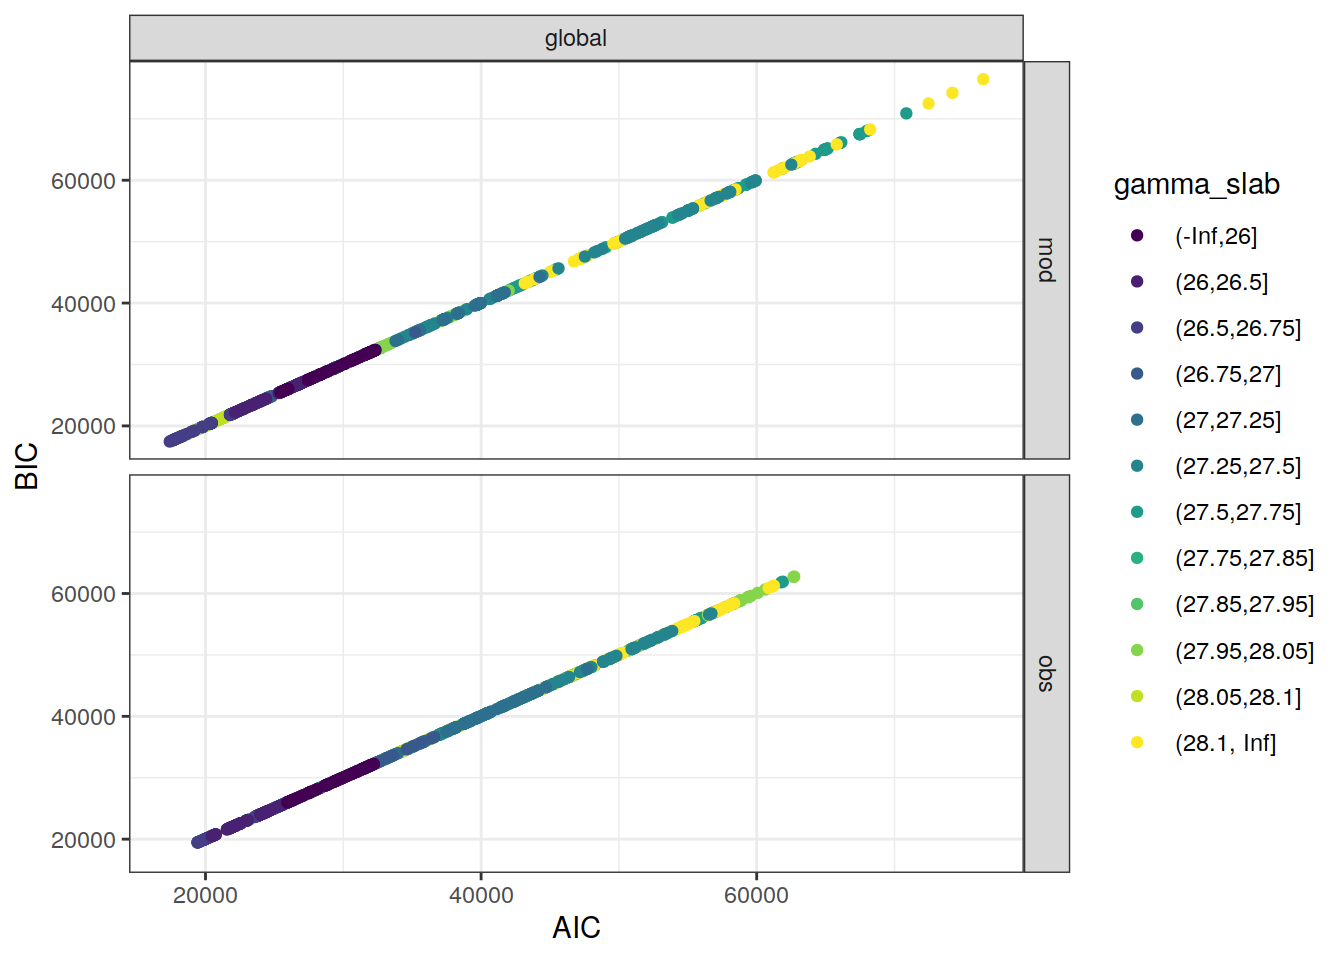 global
60000
40000
20000
mod
BIC
60000
40000
20000
obs
20000 40000 60000
AIC
gamma_slab
(-Inf,26]
(26,26.5]
(26.5,26.75]
(26.75,27]
(27,27.25]
(27.25,27.5]
(27.5,27.75]
(27.75,27.85]
(27.85,27.95]
(27.95,28.05]
(28.05,28.1]
(28.1, Inf]